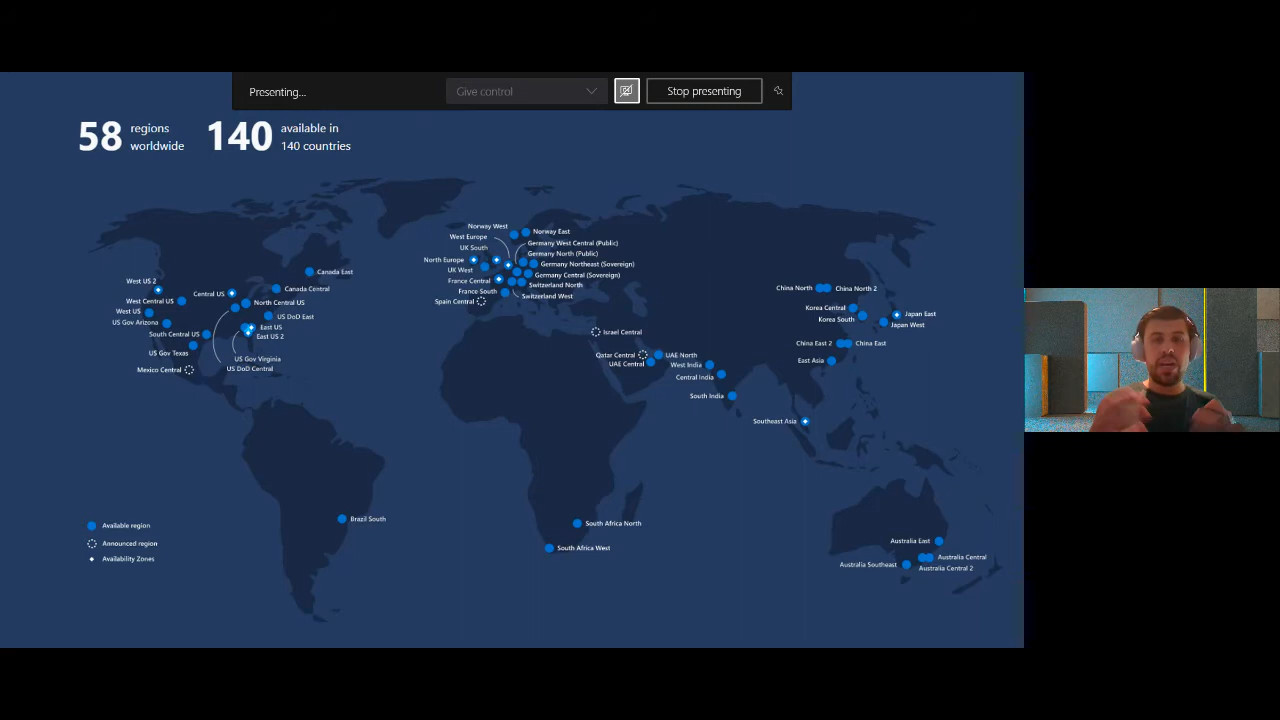 Presenting...
Give control
Stop presenting
58 regions worldwide
140 available in 140 countries
Norway West
Norway East
West Europe
Germany West Central (Public)
UK South
Germany North (Public)
North Europe
Germany Northeast (Sovereign)
UK West
Germany Central (Sovereign)
France Central
Switzerland North
France South
Switzerland West
Spain Central
Canada East
West US 2
Canada Central
Central US
West Central US
North Central US
West US
US DoD East
US Gov Arizona
East US
South Central US
East US 2
US Gov Texas
US Gov Virginia
Mexico Central
US DoD Central
China North
China North 2
Korea Central
Japan East
Korea South
Japan West
Israel Central
China East 2
China East
Qatar Central
UAE North
East Asia
UAE Central
West India
Central India
South India
Southeast Asia
Brazil South
South Africa North
South Africa West
Australia East
Australia Central
Australia Southeast
Australia Central 2
Available region
Announced region
Availability Zones